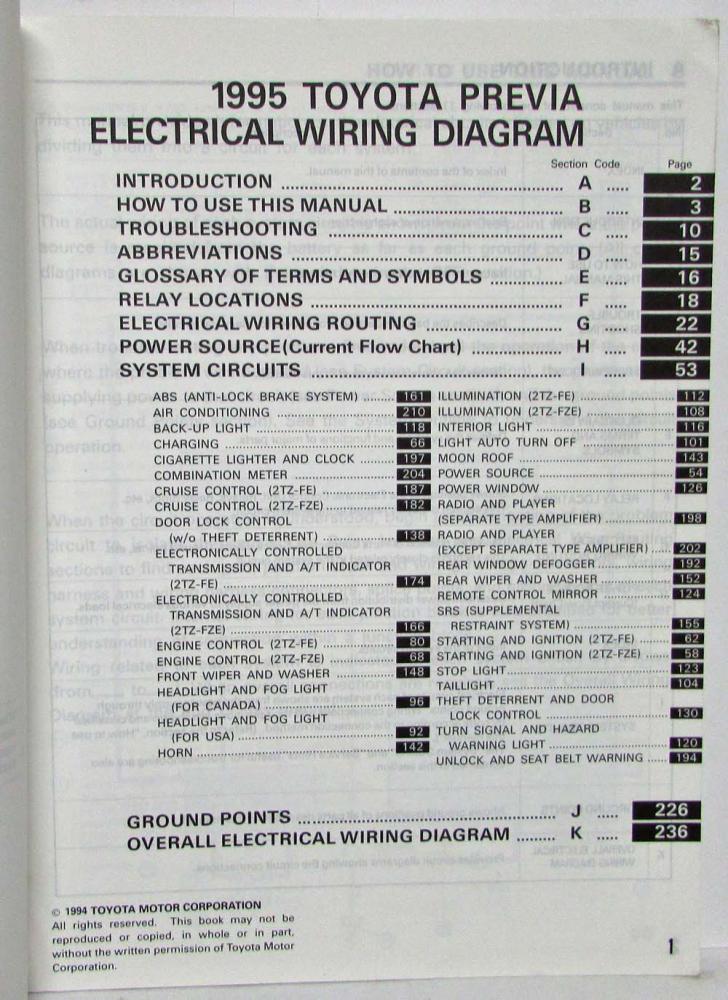 1995 TOYOTA PREVIA
ELECTRICAL WIRING DIAGRAM
Section Code Page
INTRODUCTION ........ A ..... 2
HOW TO USE THIS MANUAL ........ B ..... 3
TROUBLESHOOTING ........ C ..... 10
ABBREVIATIONS ........ D ..... 15
GLOSSARY OF TERMS AND SYMBOLS ........ E ..... 16
RELAY LOCATIONS ........ F ..... 18
ELECTRICAL WIRING ROUTING ........ G ..... 22
POWER SOURCE(Current Flow Chart) ........ H ..... 42
SYSTEM CIRCUITS ........ I ..... 53
ABS (ANTI-LOCK BRAKE SYSTEM) ........ 161
AIR CONDITIONING ........ 210
BACK-UP LIGHT ........ 118
CHARGING ........ 66
CIGARETTE LIGHTER AND CLOCK ........ 197
COMBINATION METER ........ 204
CRUISE CONTROL (2TZ-FE) ........ 187
CRUISE CONTROL (2TZ-FZE) ........ 182
DOOR LOCK CONTROL
(w/o THEFT DETERRENT) ........ 138
ELECTRONICALLY CONTROLLED
TRANSMISSION AND A/T INDICATOR
(2TZ-FE) ........ 174
ELECTRONICALLY CONTROLLED
TRANSMISSION AND A/T INDICATOR
(2TZ-FZE) ........ 166
ENGINE CONTROL (2TZ-FE) ........ 80
ENGINE CONTROL (2TZ-FZE) ........ 68
FRONT WIPER AND WASHER ........ 148
HEADLIGHT AND FOG LIGHT
(FOR CANADA) ........ 96
HEADLIGHT AND FOG LIGHT
(FOR USA) ........ 92
HORN ........ 142
ILLUMINATION (2TZ-FE) ........ 112
ILLUMINATION (2TZ-FZE) ........ 108
INTERIOR LIGHT ........ 116
LIGHT AUTO TURN OFF ........ 101
MOON ROOF ........ 143
POWER SOURCE ........ 54
POWER WINDOW ........ 126
RADIO AND PLAYER
(SEPARATE TYPE AMPLIFIER) ........ 198
RADIO AND PLAYER
(EXCEPT SEPARATE TYPE AMPLIFIER) ..... 202
REAR WINDOW DEFOGGER ........ 192
REAR WIPER AND WASHER ........ 152
REMOTE CONTROL MIRROR ........ 124
SRS (SUPPLEMENTAL
RESTRAINT SYSTEM) ........ 155
STARTING AND IGNITION (2TZ-FE) ........ 62
STARTING AND IGNITION (2TZ-FZE) ........ 58
STOP LIGHT ........ 123
TAILLIGHT ........ 104
THEFT DETERRENT AND DOOR
LOCK CONTROL ........ 130
TURN SIGNAL AND HAZARD
WARNING LIGHT ........ 120
UNLOCK AND SEAT BELT WARNING ...... 194
GROUND POINTS ........ J ..... 226
OVERALL ELECTRICAL WIRING DIAGRAM ......... K ..... 236
© 1994 TOYOTA MOTOR CORPORATION
All rights reserved. This book may not be
reproduced or copied, in whole or in part,
without the written permission of Toyota Motor
Corporation.
1